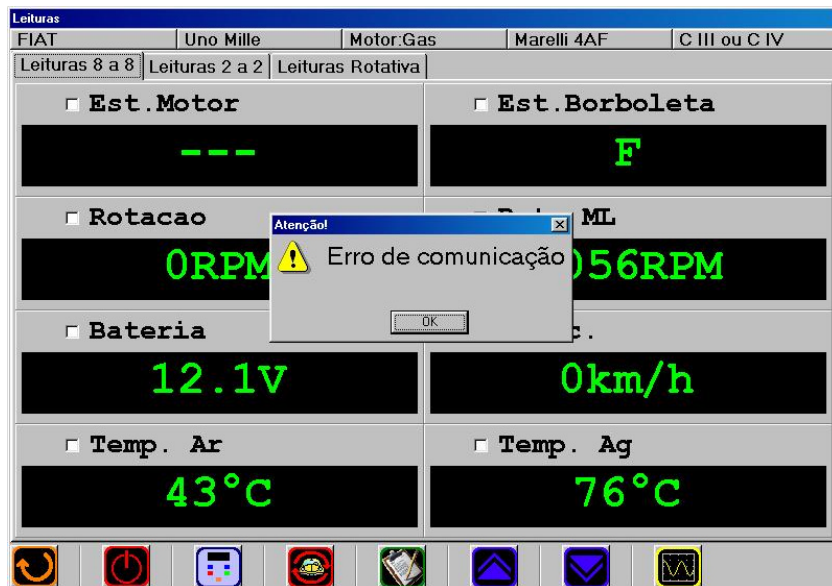 Leituras
FIAT Uno Mille Motor:Gas Marelli 4AF C III ou C IV
Leituras 8 a 8 Leituras 2 a 2 Leituras Rotativa
Est.Motor Est.Borboleta
--- F
Rotacao ML
Atenção!
Erro de comunicação
0RPM 056RPM
OK
Bateria
12.1V 0km/h
Temp. Ar Temp. Ag
43°C 76°C